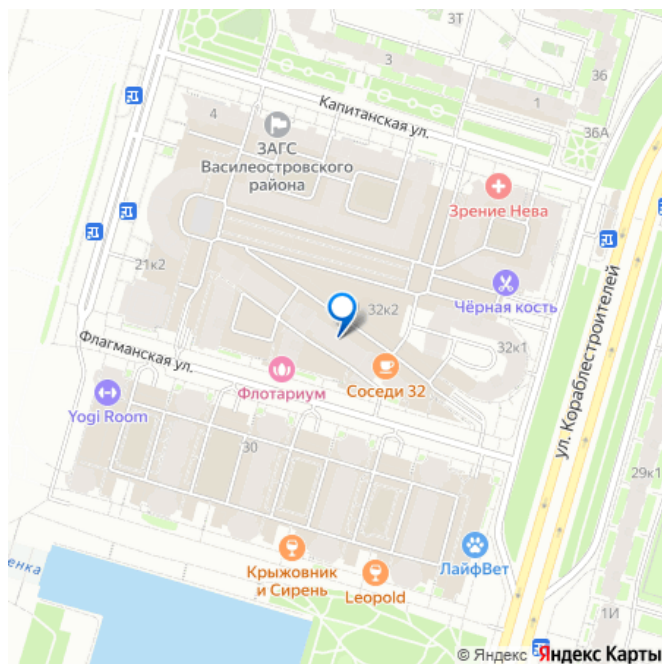 3Т
3
36
1
Капитанская ул.
36А
4
ЗАГС
Василеостровского
района
Зрение Нева
21к2
Чёрная кость
32к2
32к1
ул. Кораблестроителей
Флагманская ул.
Флотариум
Соседи 32
Yogi Room
30
29к1
Крыжовник
и Сирень
Leopold
ЛайфВет
енка
1И
© Яндекс Яндекс Карты